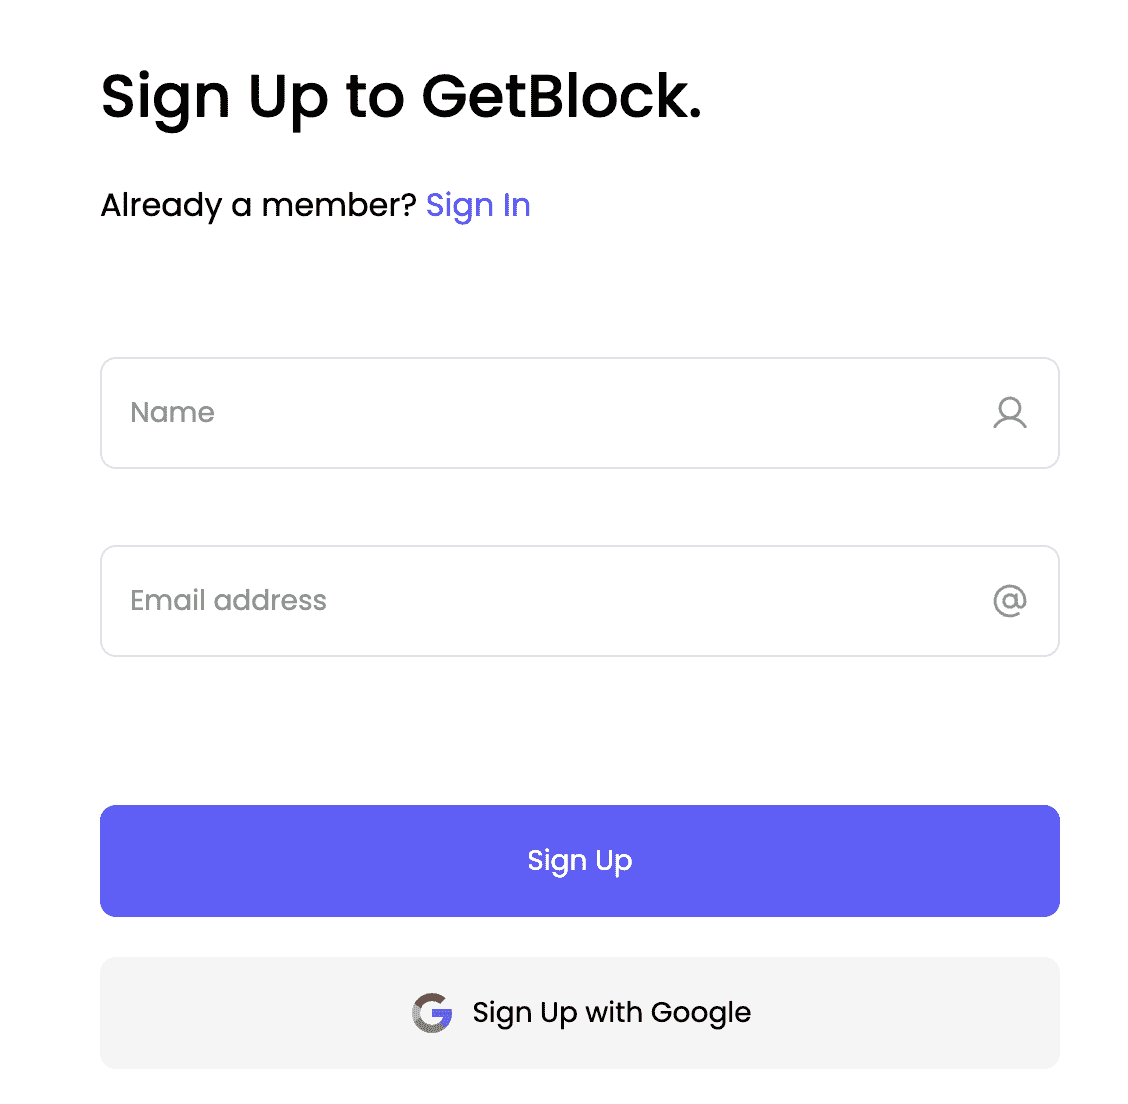 Sign Up to GetBlock.
Already a member? Sign In
Name
Email address
Sign Up
Sign Up with Google